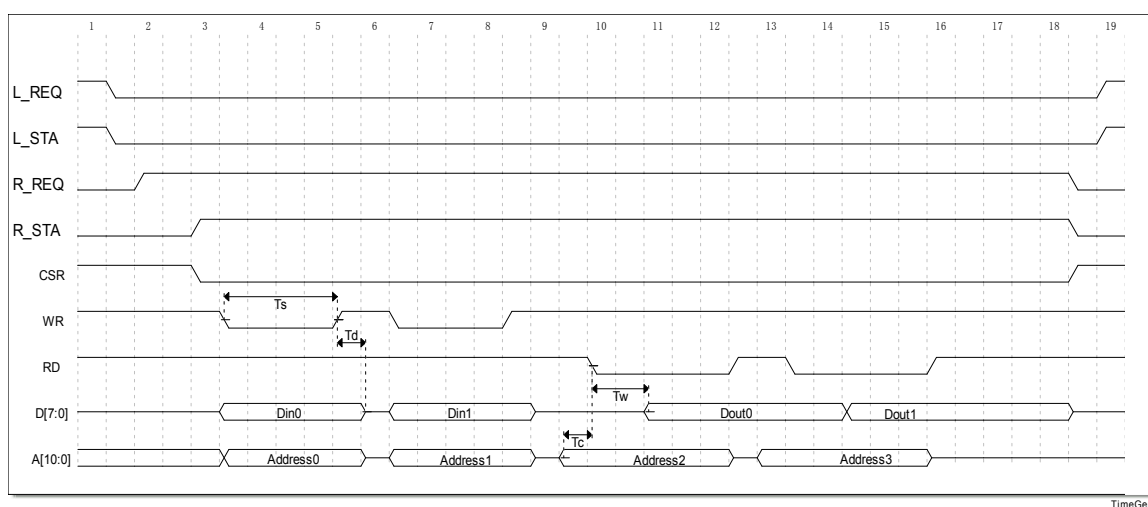 1 2 3 4 5 6 7 8 9 10 11 12 13 14 15 16 17 18 19
L_REQ
L_STA
R_REQ
R_STA
CSR
Ts
WR
Td
RD
Tw
D[7:0] Din0 Din1 Dout0 Dout1
Tc
A[10:0] Address0 Address1 Address2 Address3
TimeGe